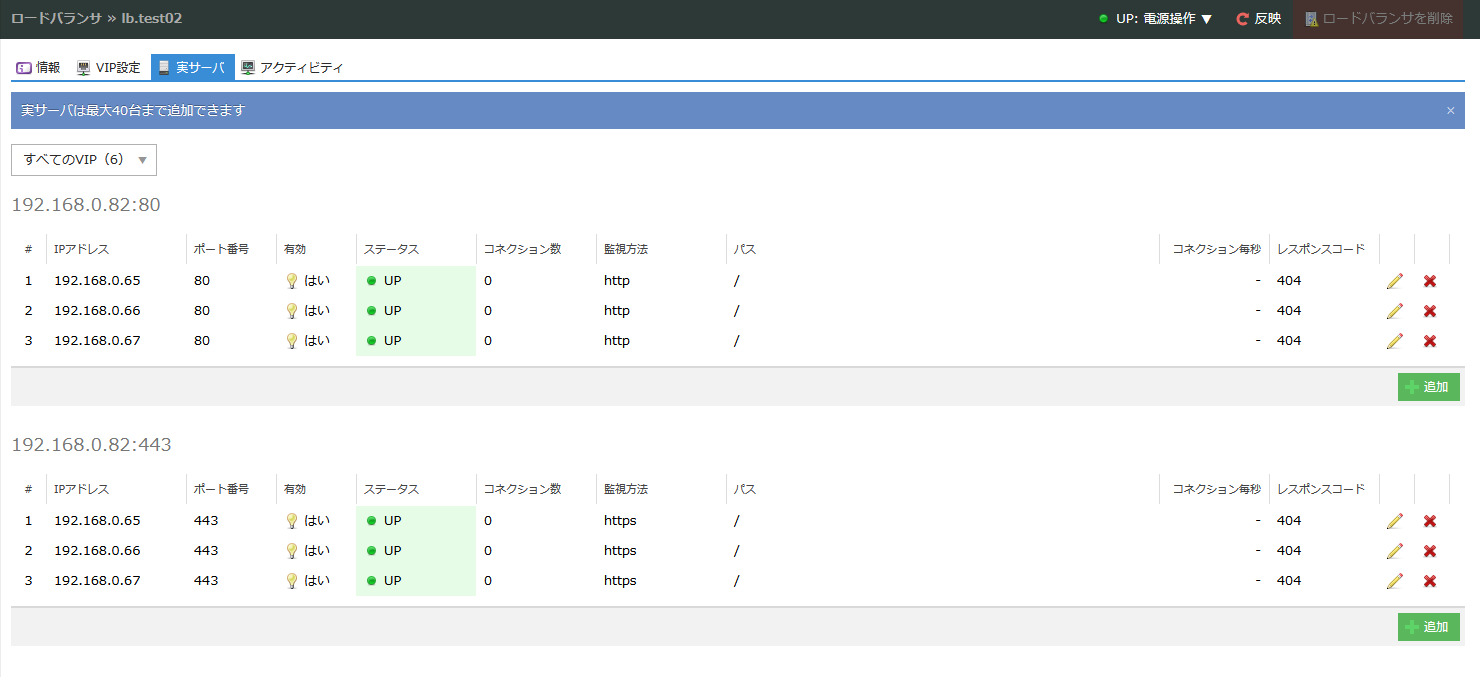 ロードバランサ » lb.test02 UP: 電源操作 ▼ 反映 ロードバランサを削除
情報 VIP設定 実サーバ アクティビティ
実サーバは最大40台まで追加できます ×
すべてのVIP（6） ▼
192.168.0.82:80
# IPアドレス ポート番号 有効 ステータス コネクション数 監視方法 パス コネクション毎秒 レスポンスコード
1 192.168.0.65 80 はい UP 0 http / - 404
2 192.168.0.66 80 はい UP 0 http / - 404
3 192.168.0.67 80 はい UP 0 http / - 404
追加
192.168.0.82:443
# IPアドレス ポート番号 有効 ステータス コネクション数 監視方法 パス コネクション毎秒 レスポンスコード
1 192.168.0.65 443 はい UP 0 https / - 404
2 192.168.0.66 443 はい UP 0 https / - 404
3 192.168.0.67 443 はい UP 0 https / - 404
追加